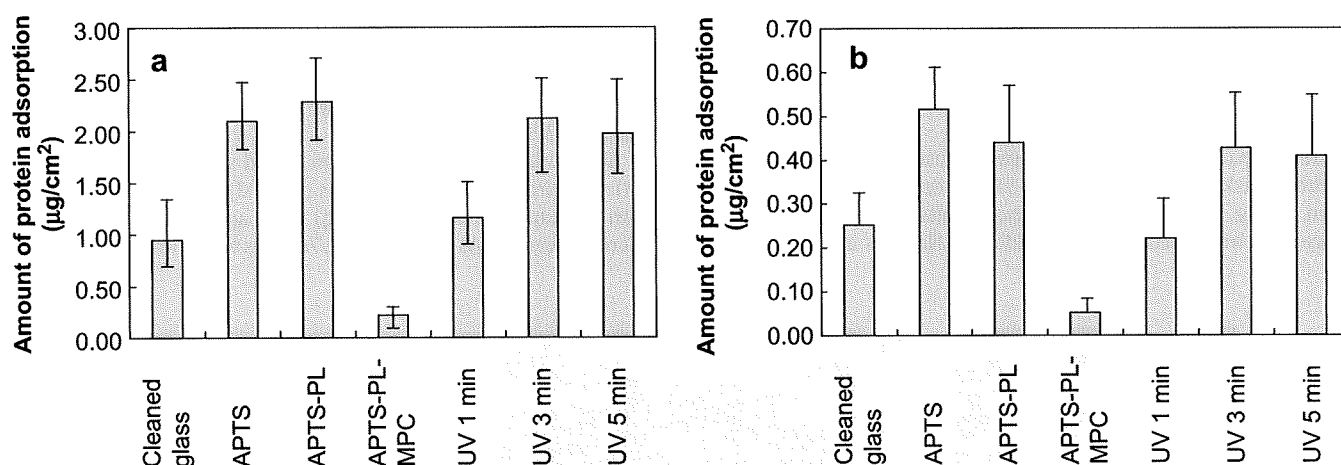 Amount of protein adsorption
(µg/cm²)
3.00
2.50
2.00
1.50
1.00
0.50
0.00
a
Cleaned
glass
APTS
APTS-PL
APTS-PL-
MPC
UV 1 min
UV 3 min
UV 5 min
Amount of protein adsorption
(µg/cm²)
0.70
0.60
0.50
0.40
0.30
0.20
0.10
0.00
b
Cleaned
glass
APTS
APTS-PL
APTS-PL-
MPC
UV 1 min
UV 3 min
UV 5 min